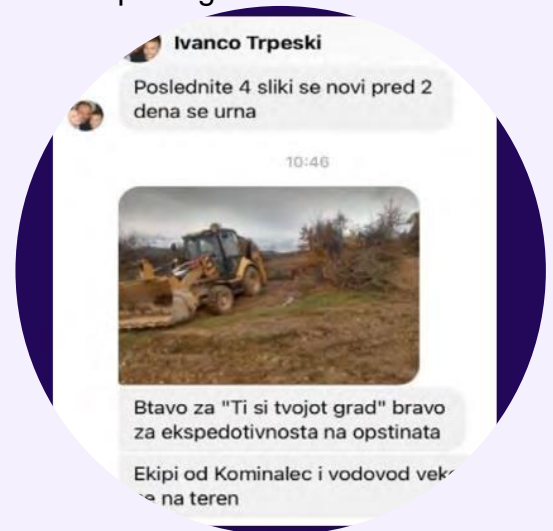 Ivanco Trpeski
Poslednite 4 sliki se novi pred 2
dena se urna
10:46
Btavo za "Ti si tvojot grad" bravo
za ekspedotivnosta na opstinata
Ekipi od Kominalec i vodovod
na teren